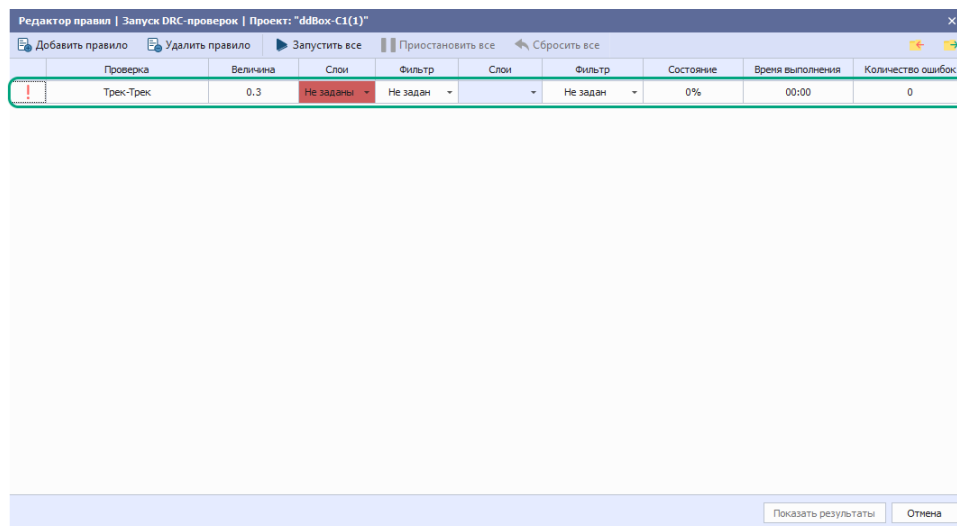 Редактор правил | Запуск DRC-проверок | Проект: "ddBox-C1(1)"
Добавить правило Удалить правило Запустить все Приостановить все Сбросить все
Проверка Величина Слои Фильтр Слои Фильтр Состояние Время выполнения Количество ошибок
! Трек-Трек 0.3 Не заданы Не задан Не задан 0% 00:00 0
Показать результаты Отмена